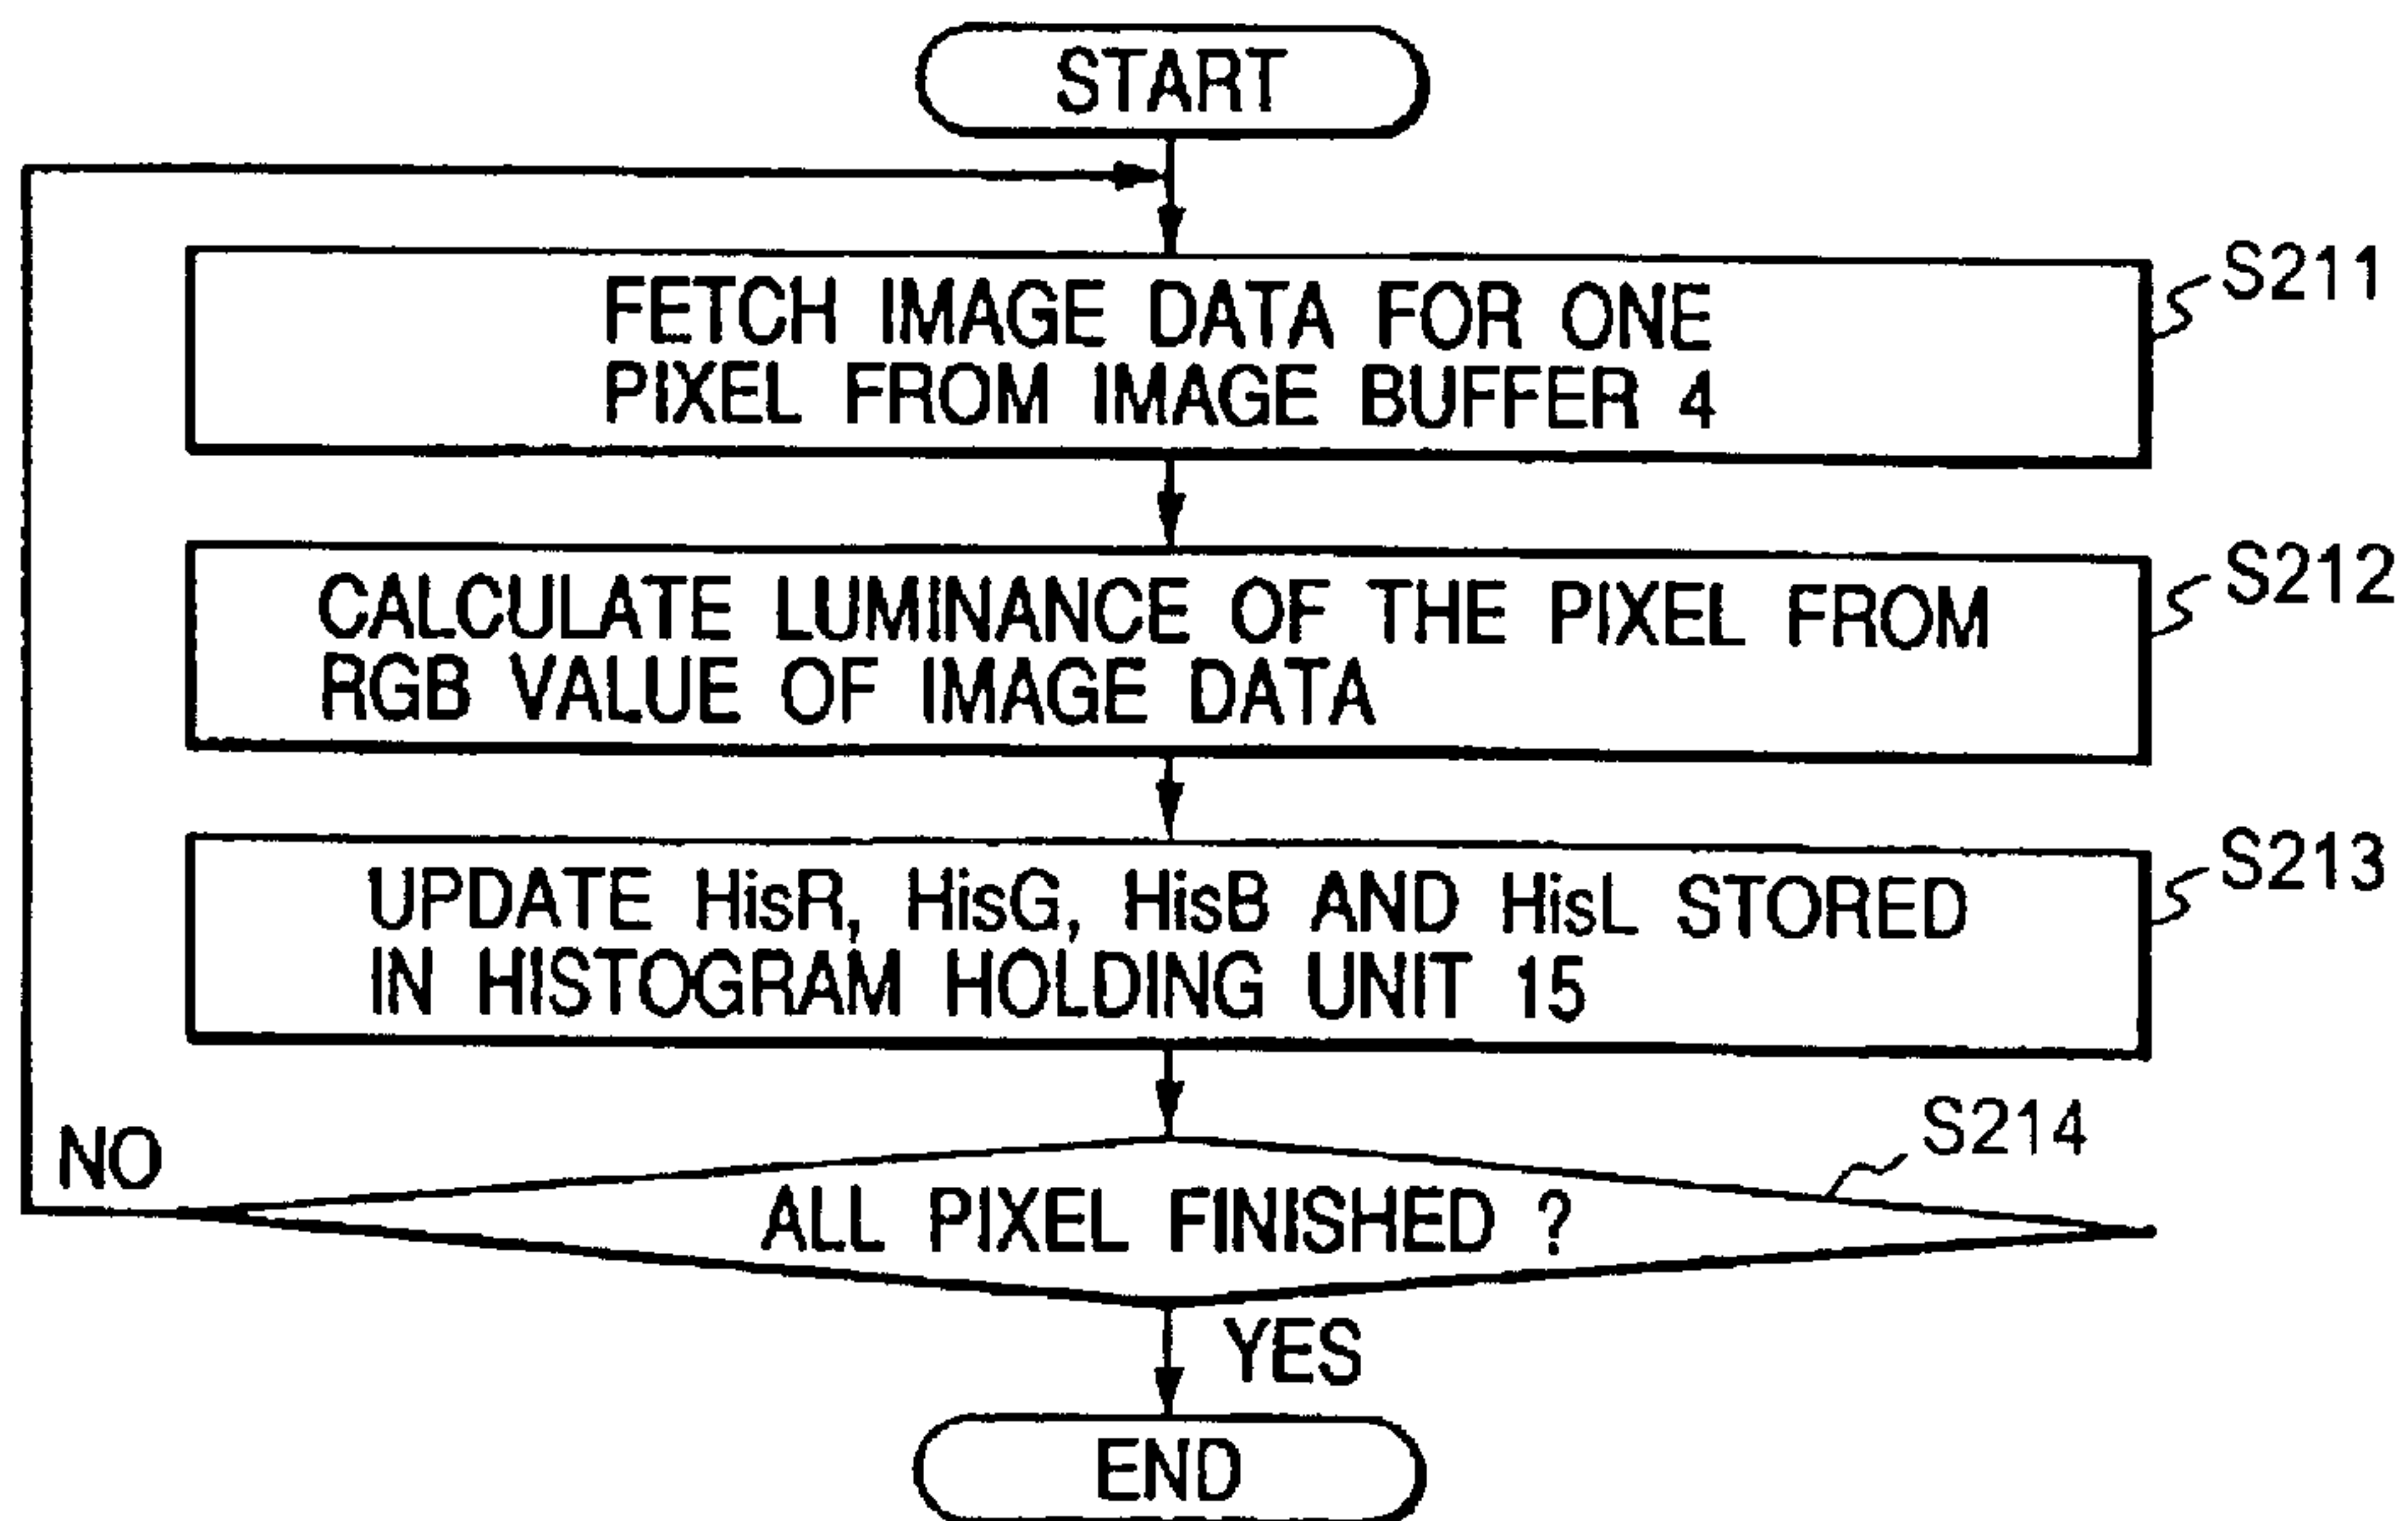 START
FETCH IMAGE DATA FOR ONE
PIXEL FROM IMAGE BUFFER 4
S211
CALCULATE LUMINANCE OF THE PIXEL FROM
RGB VALUE OF IMAGE DATA
S212
UPDATE HisR, HisG, HisB AND HisL STORED
IN HISTOGRAM HOLDING UNIT 15
S213
S214
NO
ALL PIXEL FINISHED ?
YES
END